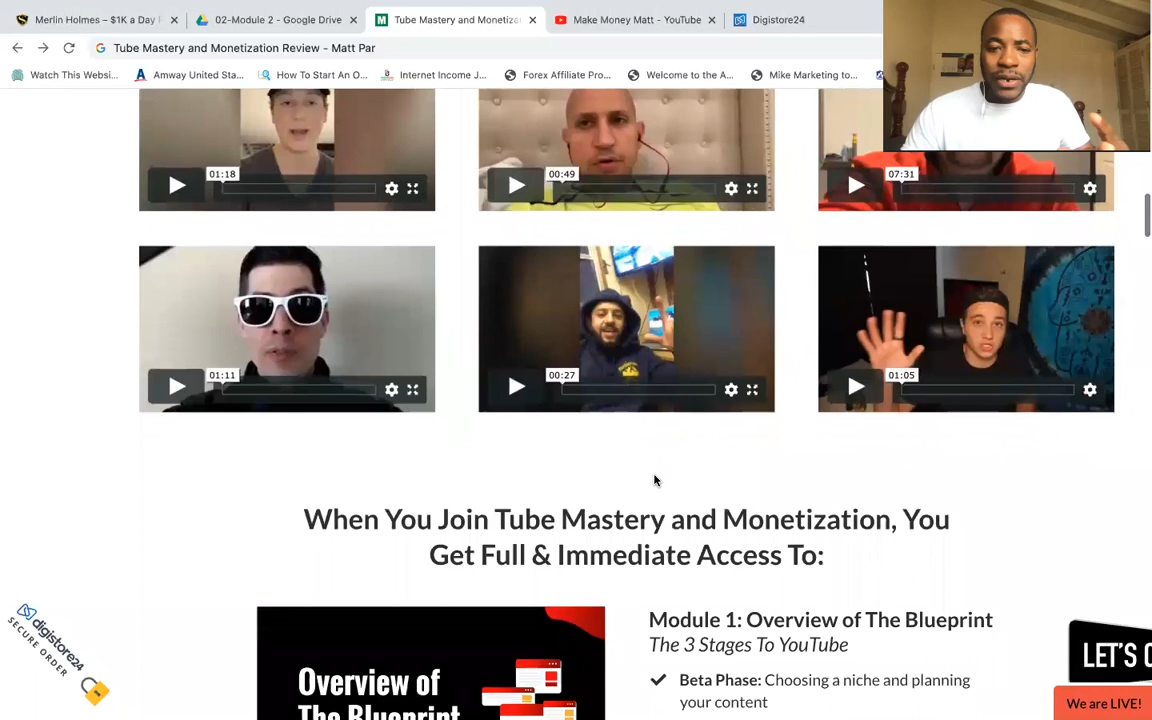 Merlin Holmes – $1K a Day
02-Module 2 - Google Drive
Tube Mastery and Monetizo
Make Money Matt - YouTube
Digistore24
Tube Mastery and Monetization Review - Matt Par
Watch This Websi...
Amway United Sta...
How To Start An O...
Internet Income J...
Forex Affiliate Pro...
Welcome to the A...
Mike Marketing to...
01:18
00:49
07:31
01:11
00:27
01:05
When You Join Tube Mastery and Monetization, You
Get Full & Immediate Access To:
digistore24
SECURE ORDER
Overview of
The Blueprint
Module 1: Overview of The Blueprint
The 3 Stages To YouTube
Beta Phase: Choosing a niche and planning
your content
LET'S
We are LIVE!